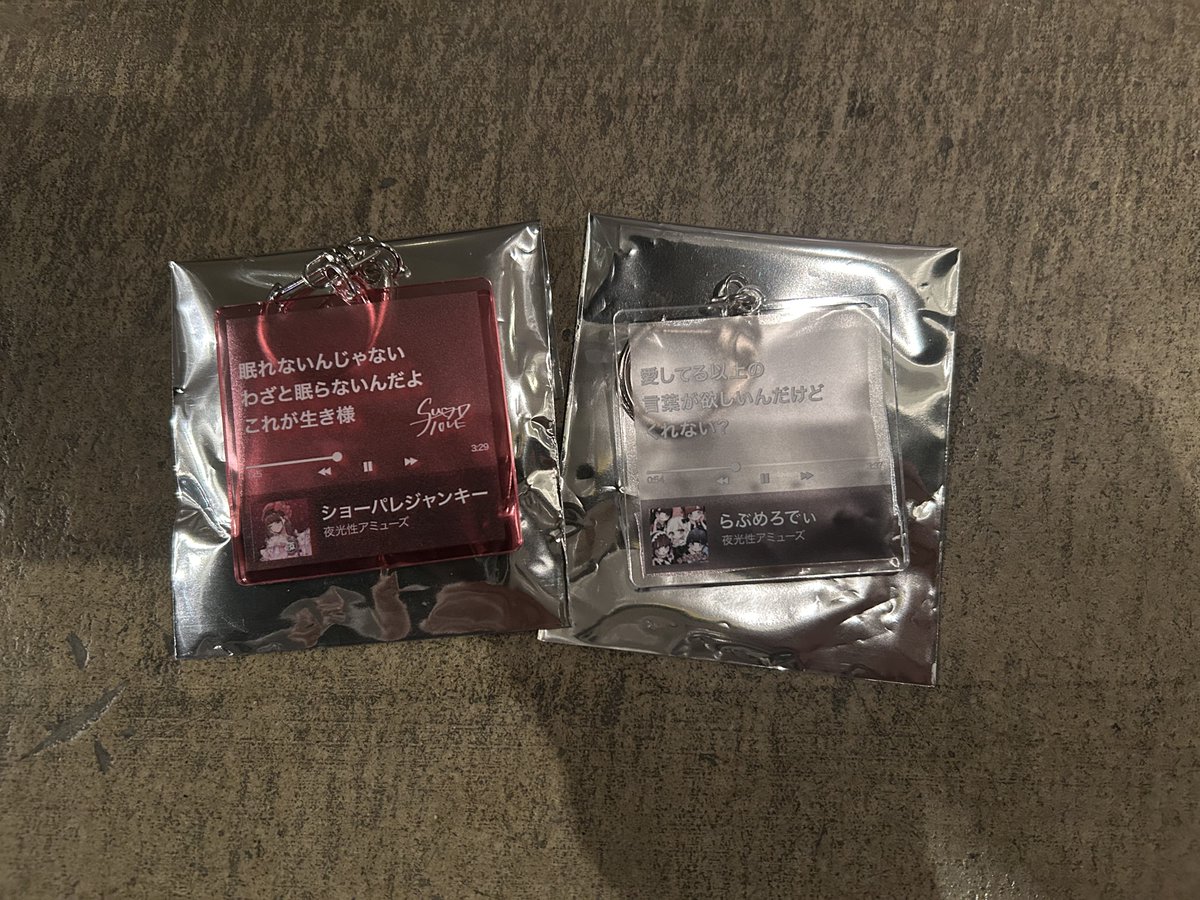 眠れないんじゃない
わざと眠らないんだよ
これが生き様
3:29
ショーパレジャンキー
夜光性アミューズ
愛してる以上の
言葉が欲しいんだけど
くれない?
0:54
3:37
らぶめろでぃ
夜光性アミューズ